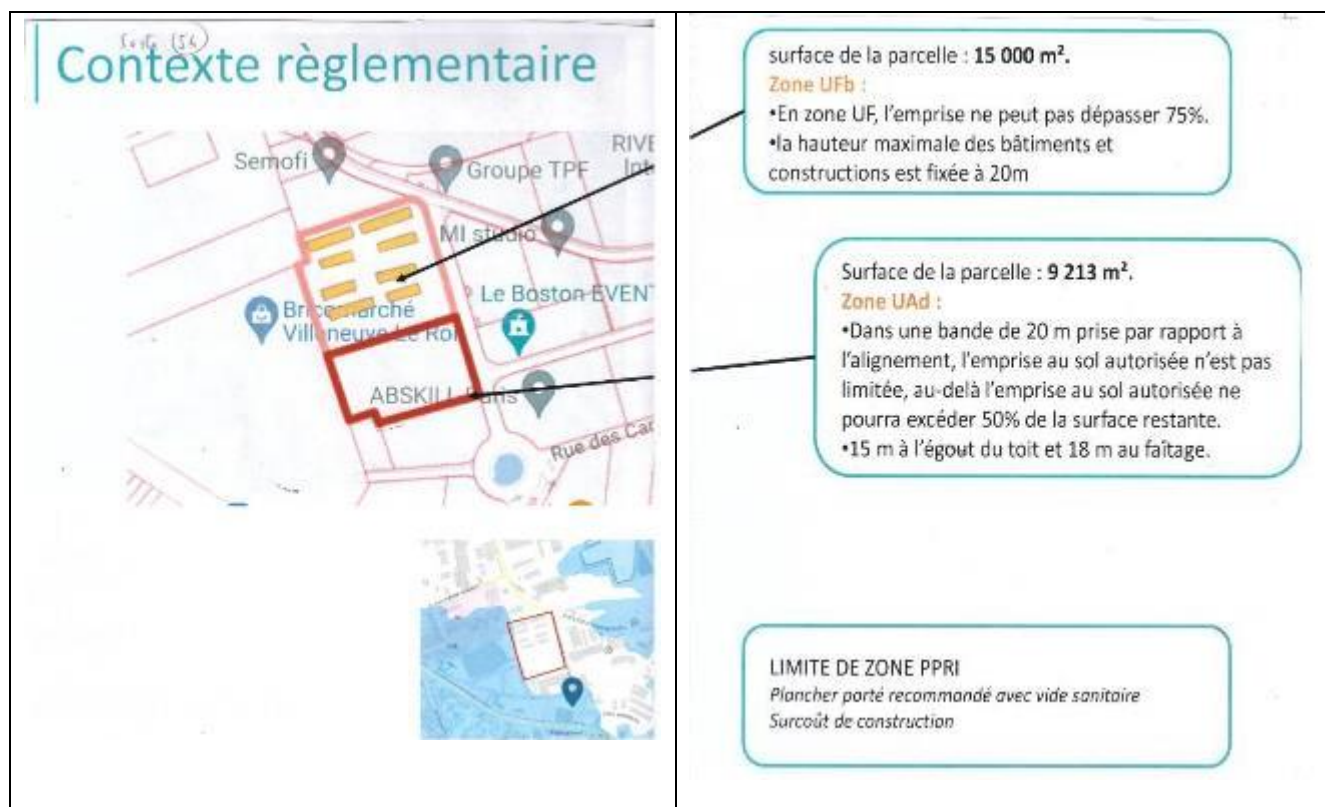 Contexte règlementaire
Semofi
Groupe TPF
MI studio
Le Boston EVENT
Bricomarché
Villeneuve Le Roi
ABSKILL Paris
Rue des Car
surface de la parcelle : 15 000 m².
Zone UFb :
•En zone UF, l'emprise ne peut pas dépasser 75%.
•la hauteur maximale des bâtiments et
constructions est fixée à 20m
Surface de la parcelle : 9 213 m².
Zone UAd :
•Dans une bande de 20 m prise par rapport à
l'alignement, l'emprise au sol autorisée n'est pas
limitée, au-delà l'emprise au sol autorisée ne
pourra excéder 50% de la surface restante.
•15 m à l'égout du toit et 18 m au faîtage.
LIMITE DE ZONE PPRI
Plancher porté recommandé avec vide sanitaire
Surcoût de construction